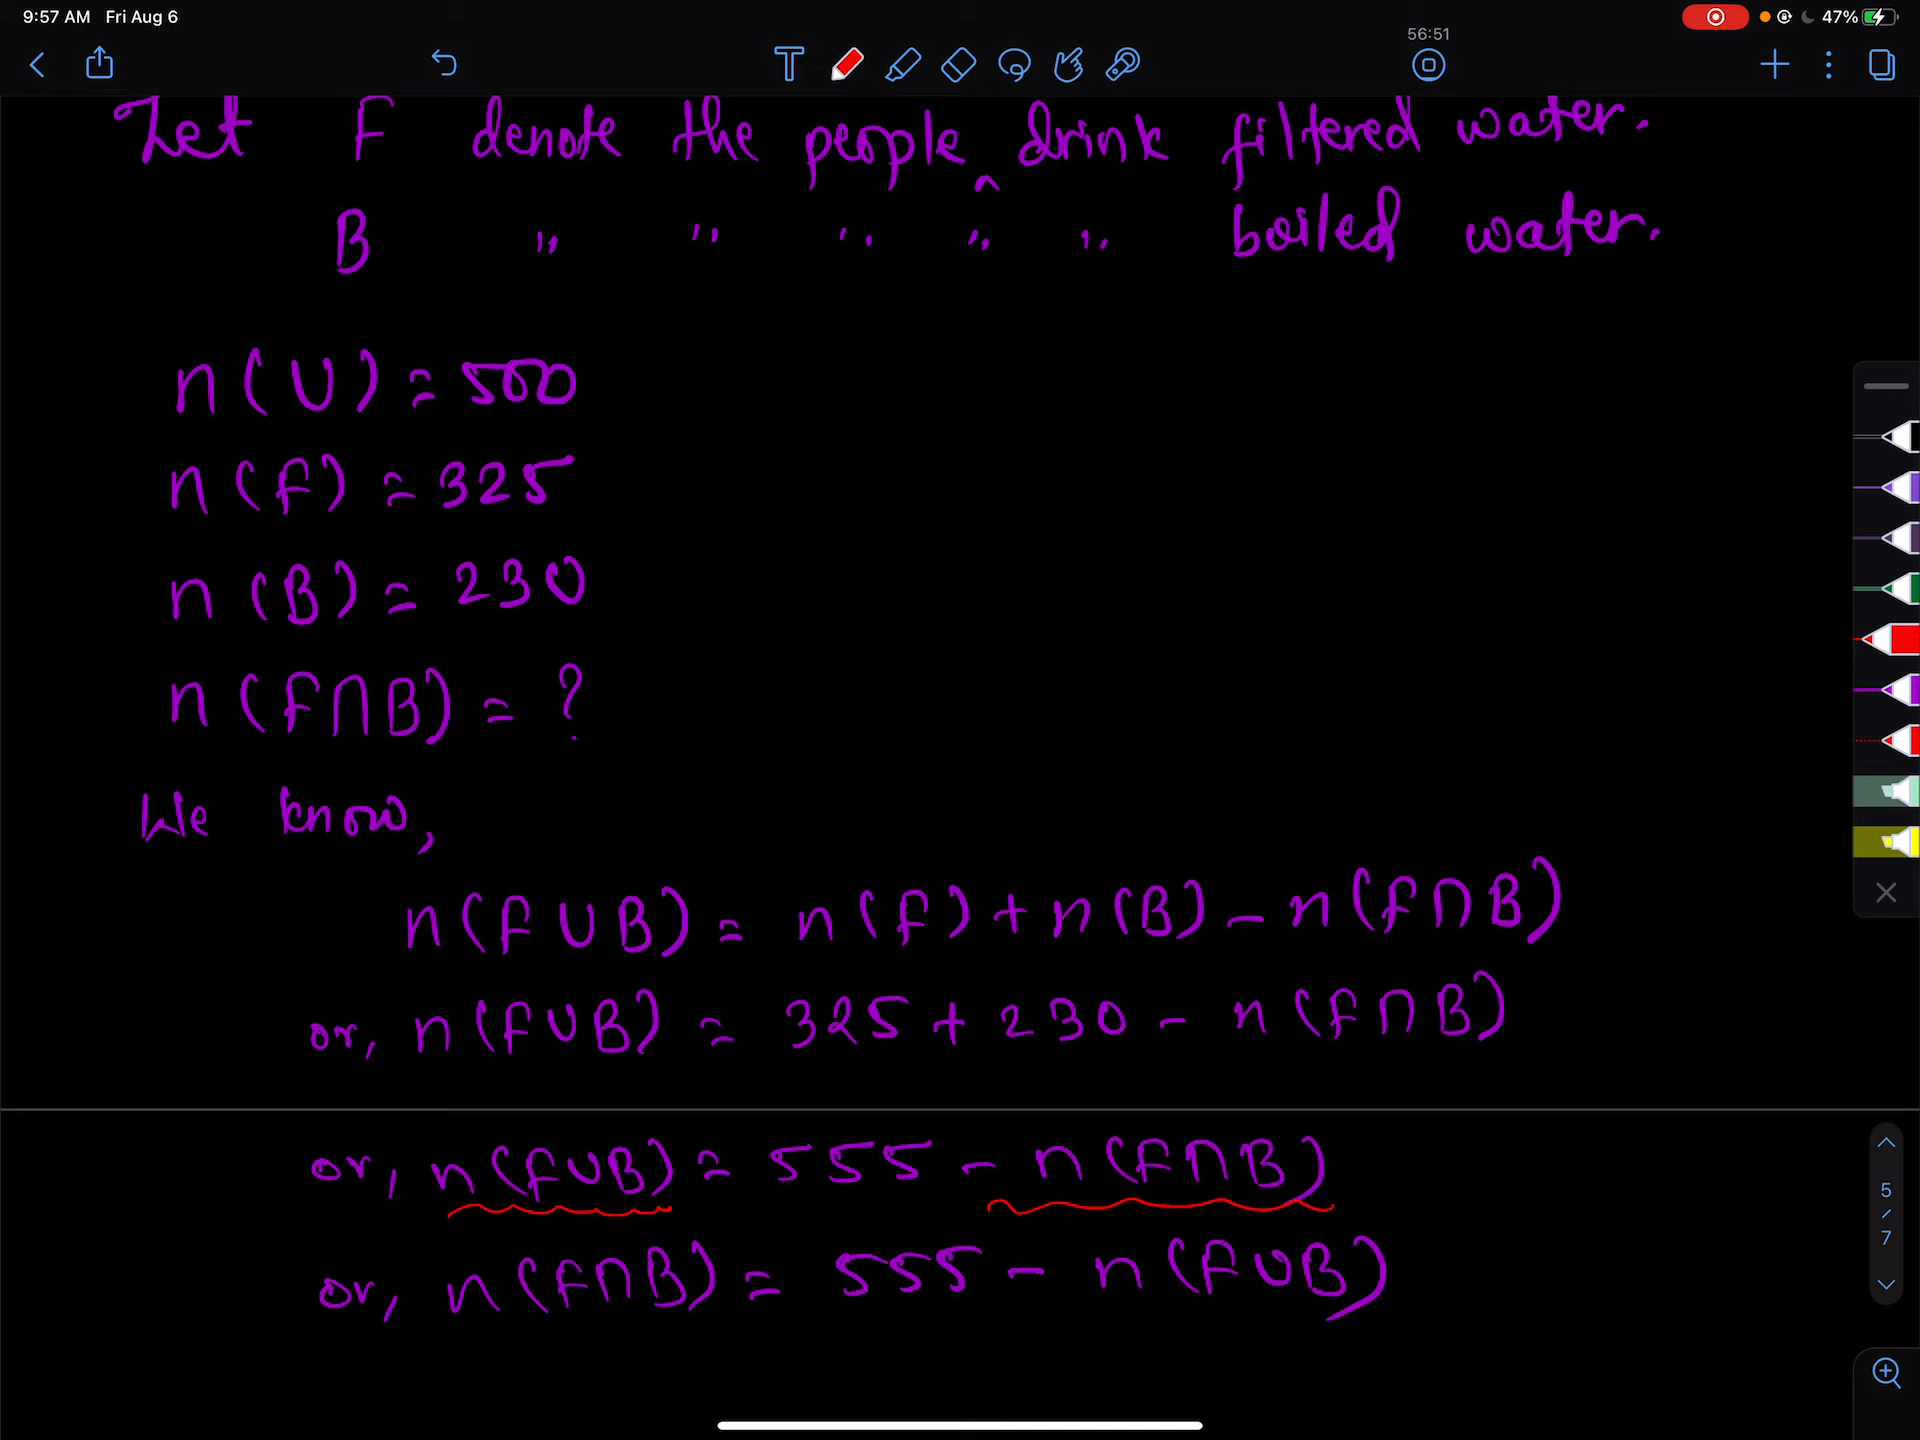 9:57 AM Fri Aug 6
47%
56:51
Let F denote the people ^ drink filtered water.
B " " " " " boiled water.
n(U) = 500
n(F) = 325
n(B) = 230
n(F∩B) = ?
We know,
n(F∪B) = n(F) + n(B) - n(F∩B)
or, n(F∪B) = 325 + 230 - n(F∩B)
or, n(F∪B) = 555 - n(F∩B)
or, n(F∩B) = 555 - n(F∪B)
5
/
7